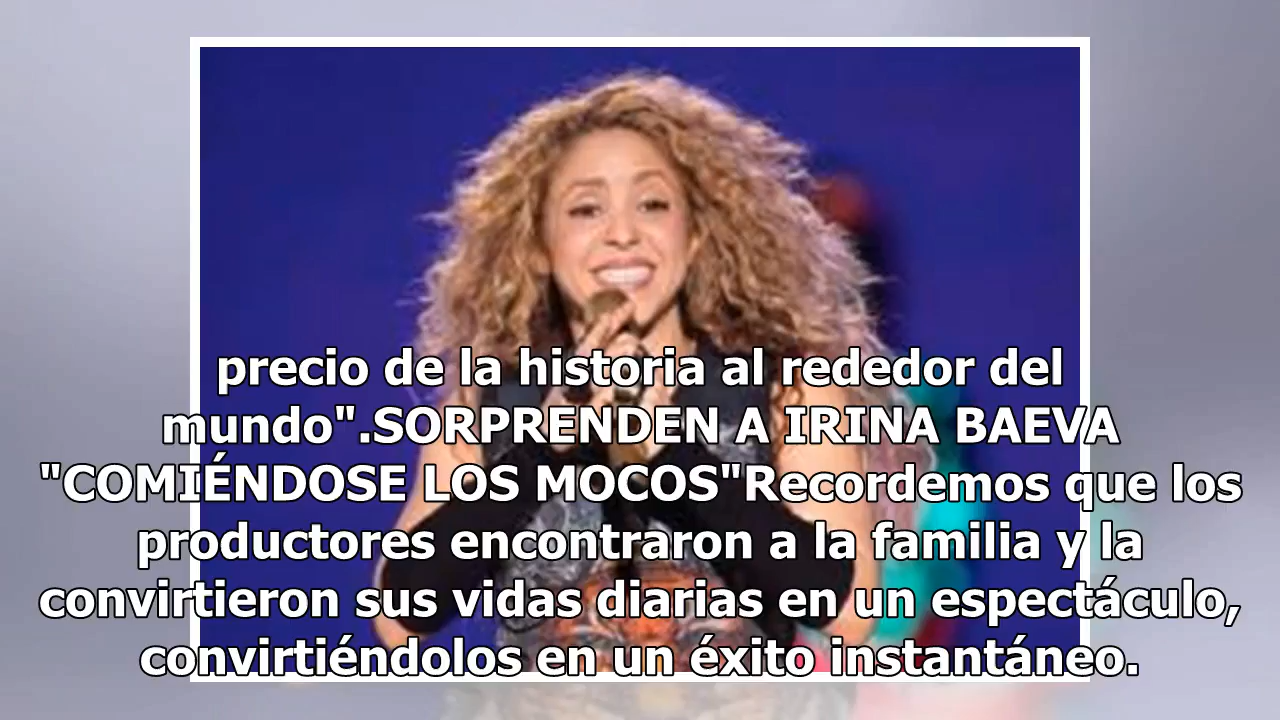 precio de la historia al rededor del
mundo".SORPRENDEN A IRINA BAEVA
"COMIÉNDOSE LOS MOCOS"Recordemos que los
productores encontraron a la familia y la
convirtieron sus vidas diarias en un espectáculo,
convirtiéndolos en un éxito instantáneo.